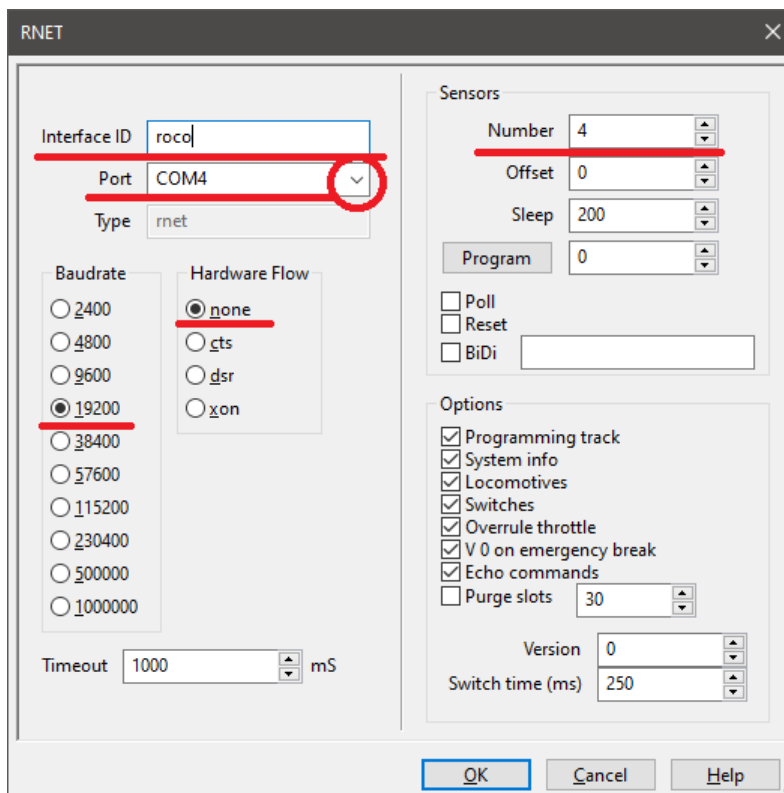 RNET
Interface ID roco
Port COM4
Type rnet
Baudrate
2400
4800
9600
19200
38400
57600
115200
230400
500000
1000000
Hardware Flow
none
cts
dsr
xon
Timeout 1000 mS
Sensors
Number 4
Offset 0
Sleep 200
Program 0
Poll
Reset
BiDi
Options
Programming track
System info
Locomotives
Switches
Overrule throttle
V 0 on emergency break
Echo commands
Purge slots 30
Version 0
Switch time (ms) 250
OK Cancel Help